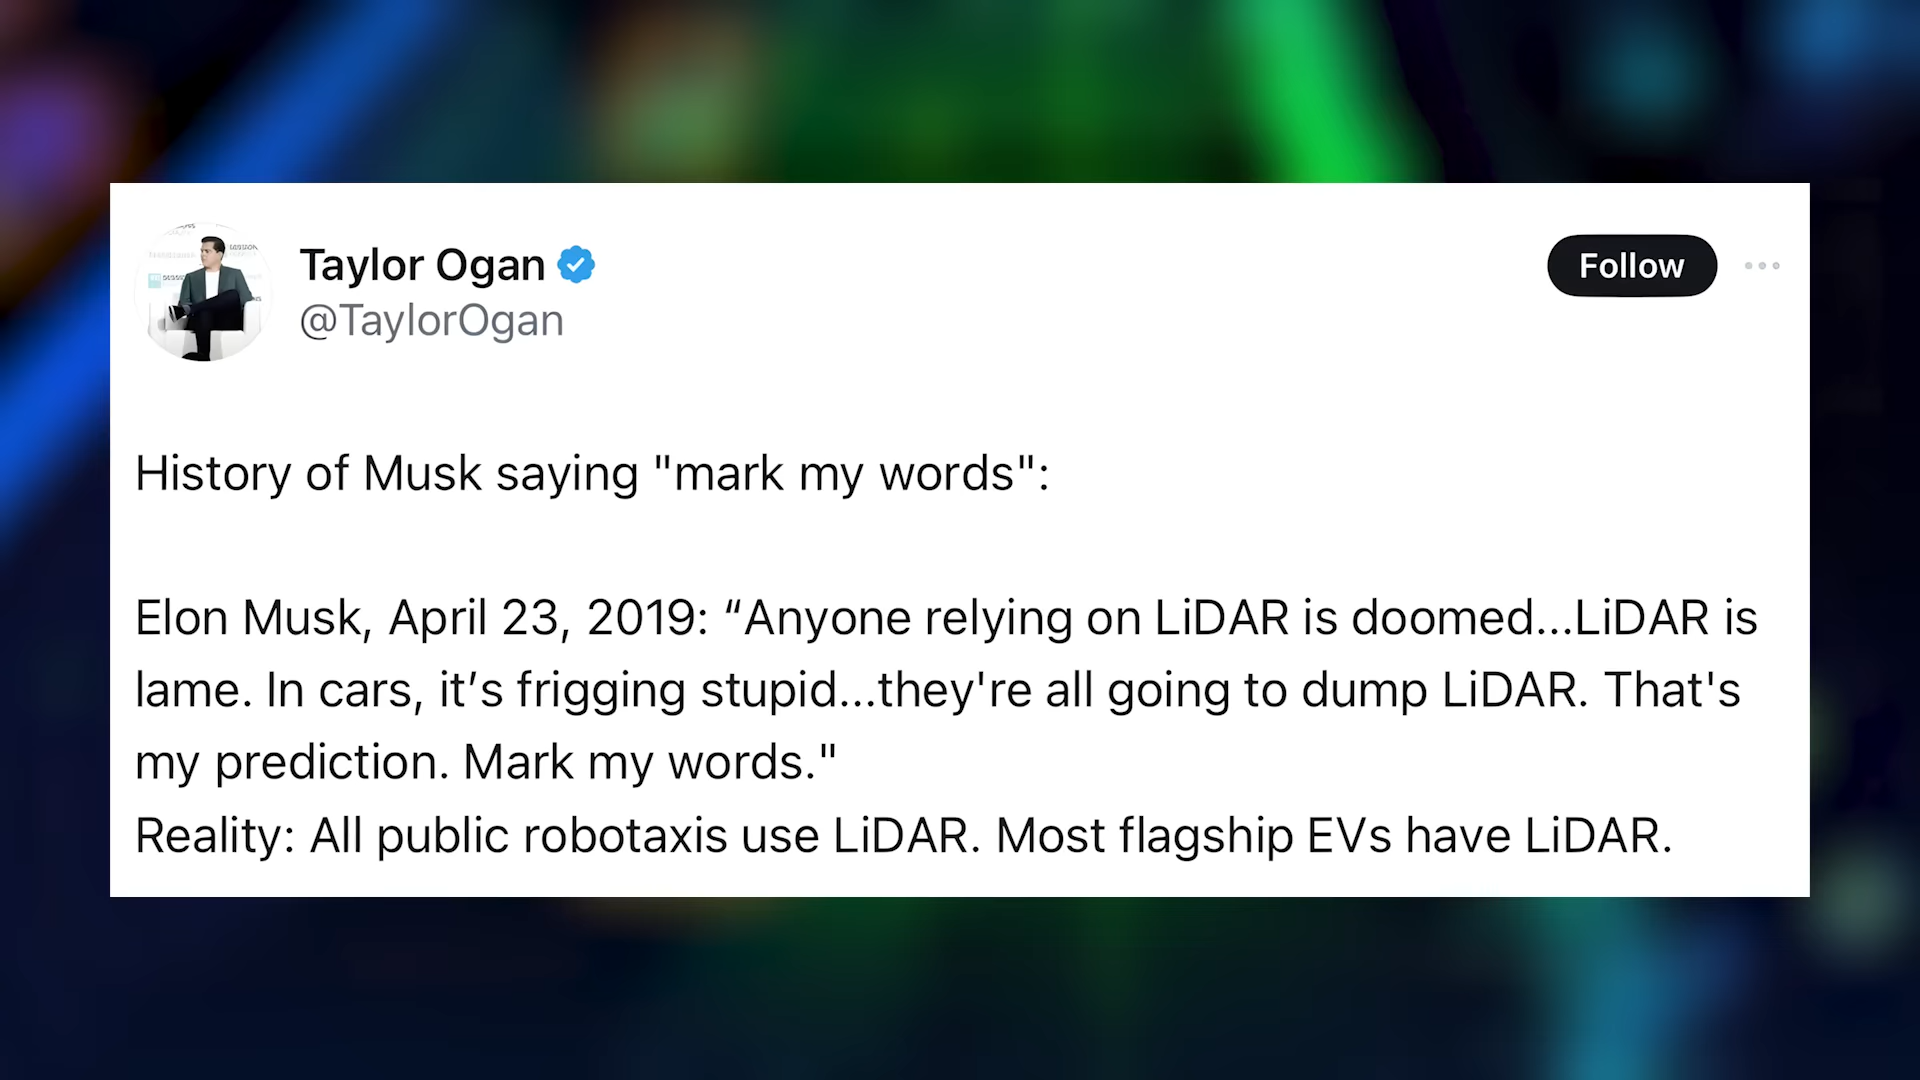 Taylor Ogan
@TaylorOgan
Follow
History of Musk saying "mark my words":
Elon Musk, April 23, 2019: “Anyone relying on LiDAR is doomed...LiDAR is
lame. In cars, it’s frigging stupid...they're all going to dump LiDAR. That's
my prediction. Mark my words."
Reality: All public robotaxis use LiDAR. Most flagship EVs have LiDAR.